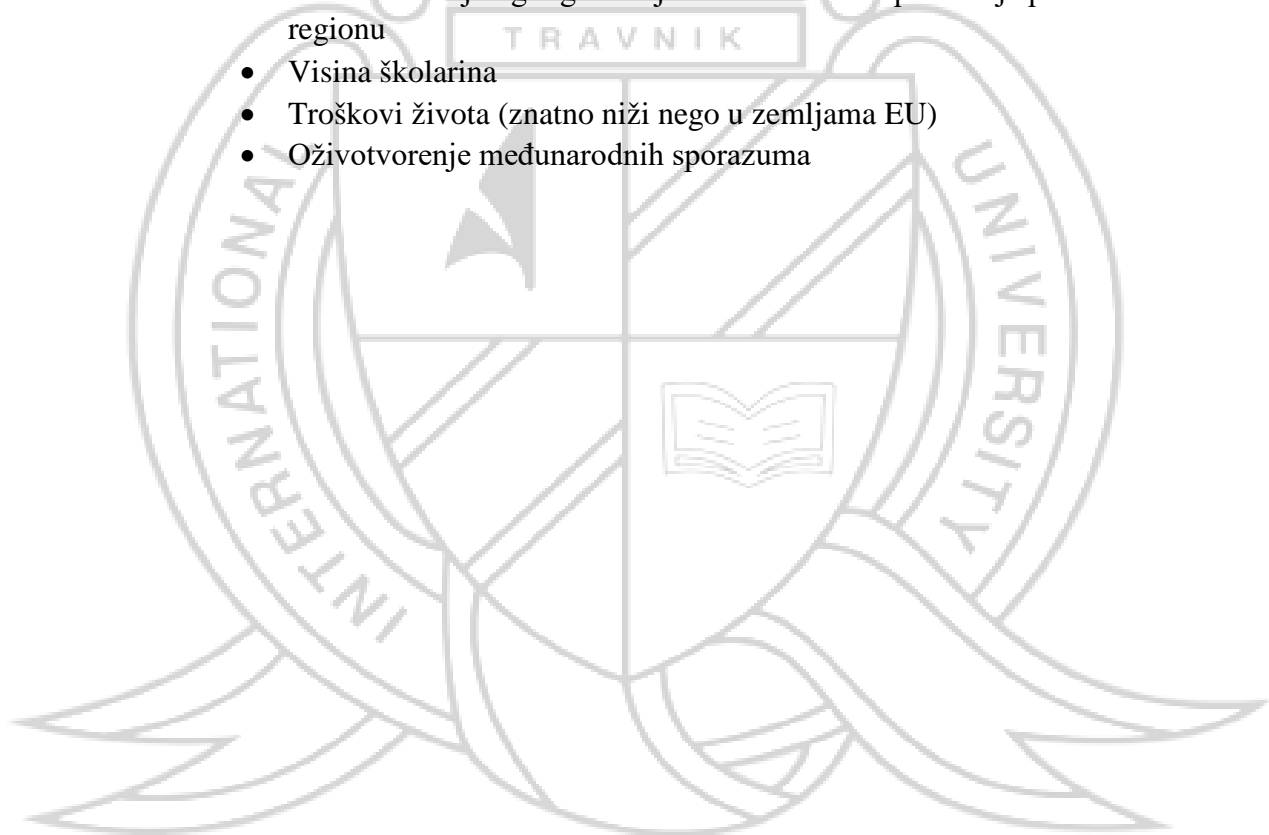 regionu
TRAVNIK
• Visina školarina
• Troškovi života (znatno niži nego u zemljama EU)
• Oživotvorenje međunarodnih sporazuma
INTERNATIONAL
UNIVERSITY